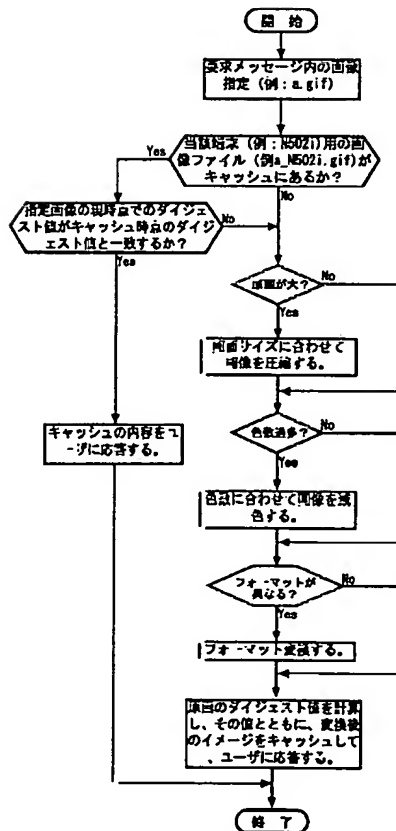 開 始
要求メッセージ内の画像
指定（例：a.gif）
当該端末（例：N502i）用の画
像ファイル（例a_N502i.gif）が
キャッシュにあるか？
Yes
No
指定画像の現時点でのダイジェ
スト値がキャッシュ時点のダイジ
ェスト値と一致するか？
No
Yes
原画が大？
No
Yes
画面サイズに合わせて
画像を圧縮する。
キャッシュの内容をユ
ーザに応答する。
色数過多？
No
Yes
色数に合わせて画像を減
色する。
フォーマットが
異なる？
No
Yes
フォーマット変換する。
原画のダイジェスト値を計算
し、その値とともに、変換後
のイメージをキャッシュして
、ユーザに応答する。
終 了